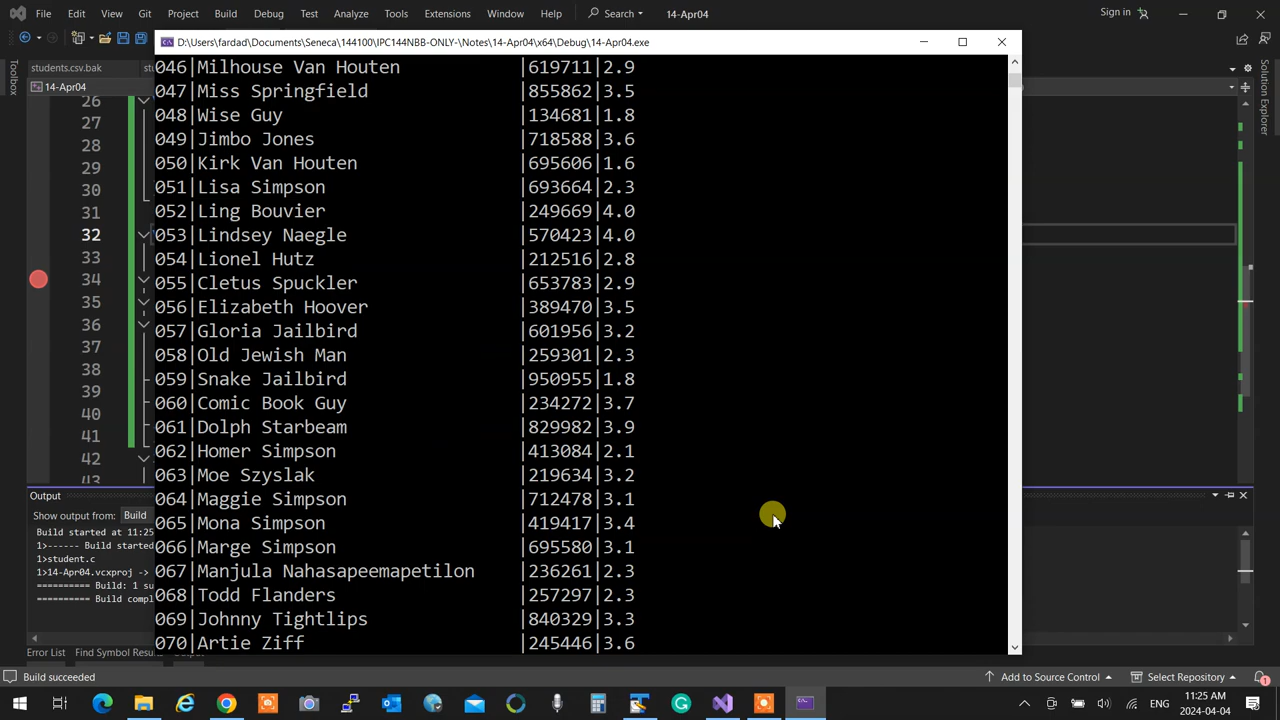 File Edit View Git Project Build Debug Test Analyze Tools Extensions Window Help Search 14-Apr04 Sign in
D:\Users\fardad\Documents\Seneca\144100\IPC144NBB-ONLY-\Notes\14-Apr04\x64\Debug\14-Apr04.exe
students.csv.bak
14-Apr04
046|Milhouse Van Houten |619711|2.9
047|Miss Springfield |855862|3.5
048|Wise Guy |134681|1.8
049|Jimbo Jones |718588|3.6
050|Kirk Van Houten |695606|1.6
051|Lisa Simpson |693664|2.3
052|Ling Bouvier |249669|4.0
053|Lindsey Naegle |570423|4.0
054|Lionel Hutz |212516|2.8
055|Cletus Spuckler |653783|2.9
056|Elizabeth Hoover |389470|3.5
057|Gloria Jailbird |601956|3.2
058|Old Jewish Man |259301|2.3
059|Snake Jailbird |950955|1.8
060|Comic Book Guy |234272|3.7
061|Dolph Starbeam |829982|3.9
062|Homer Simpson |413084|2.1
063|Moe Szyslak |219634|3.2
064|Maggie Simpson |712478|3.1
065|Mona Simpson |419417|3.4
066|Marge Simpson |695580|3.1
067|Manjula Nahasapeemapetilon |236261|2.3
068|Todd Flanders |257297|2.3
069|Johnny Tightlips |840329|3.3
070|Artie Ziff |245446|3.6
26
27
28
29
30
31
32
33
34
35
36
37
38
39
40
41
42
43
Toolbox
Solution Explorer
Output
Show output from: Build
Build started at 11:25
1>------ Build started
1>student.c
1>14-Apr04.vcxproj ->
========== Build: 1 su
========== Build compl
Error List Find Symbol Results Output
Build succeeded Add to Source Control Select Repository 1
ENG 11:25 AM
2024-04-04